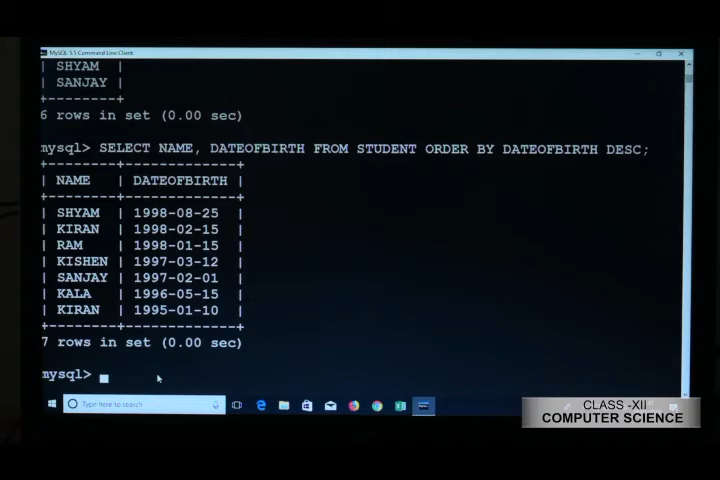 MySQL 5.5 Command Line Client
| SHYAM |
| SANJAY |
+--------+
6 rows in set (0.00 sec)
mysql> SELECT NAME, DATEOFBIRTH FROM STUDENT ORDER BY DATEOFBIRTH DESC;
+--------+-------------+
| NAME | DATEOFBIRTH |
+--------+-------------+
| SHYAM | 1998-08-25 |
| KIRAN | 1998-02-15 |
| RAM | 1998-01-15 |
| KISHEN | 1997-03-12 |
| SANJAY | 1997-02-01 |
| KALA | 1996-05-15 |
| KIRAN | 1995-01-10 |
+--------+-------------+
7 rows in set (0.00 sec)
mysql>
Type here to search
CLASS -XII
COMPUTER SCIENCE